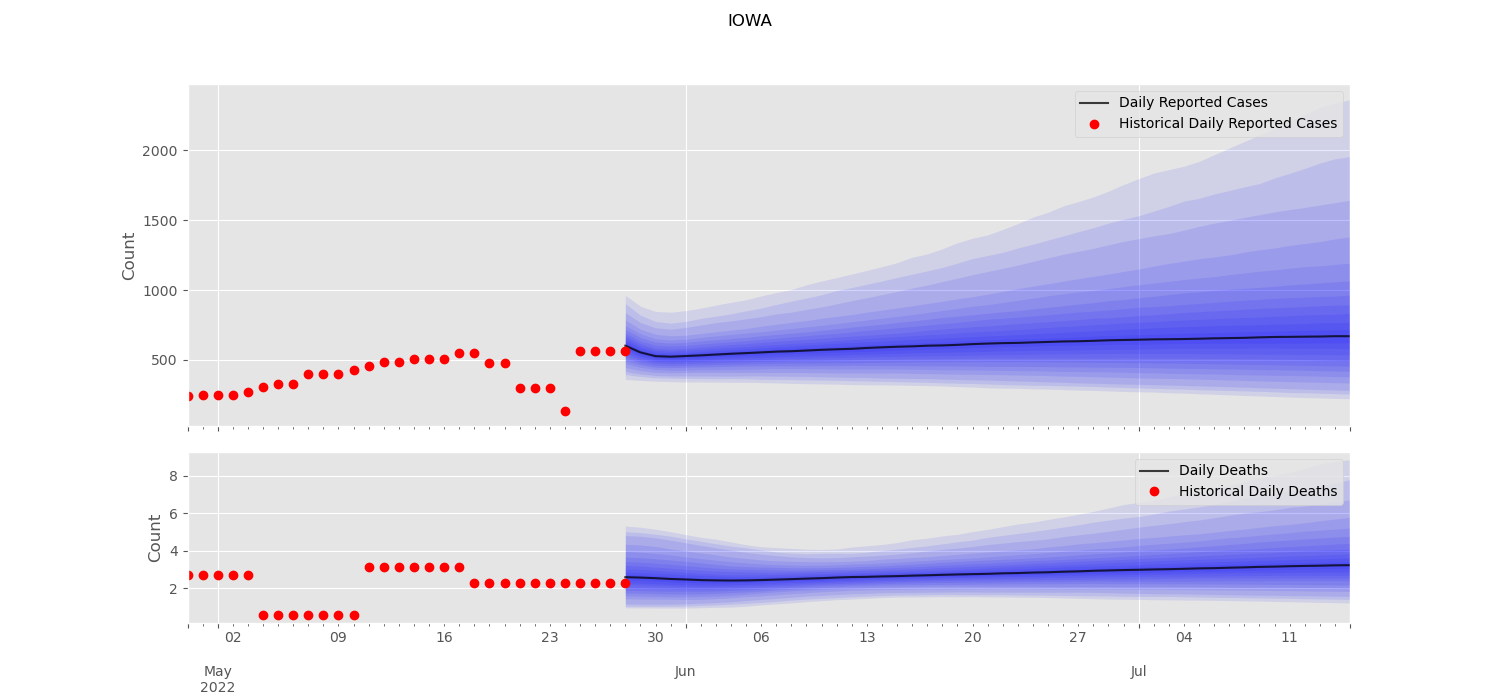 IOWA
Daily Reported Cases
Historical Daily Reported Cases
2000
1500
1000
500
Count
Daily Deaths
Historical Daily Deaths
8
6
4
2
Count
02 09 16 23 30 06 13 20 27 04 11
May Jun Jul
2022